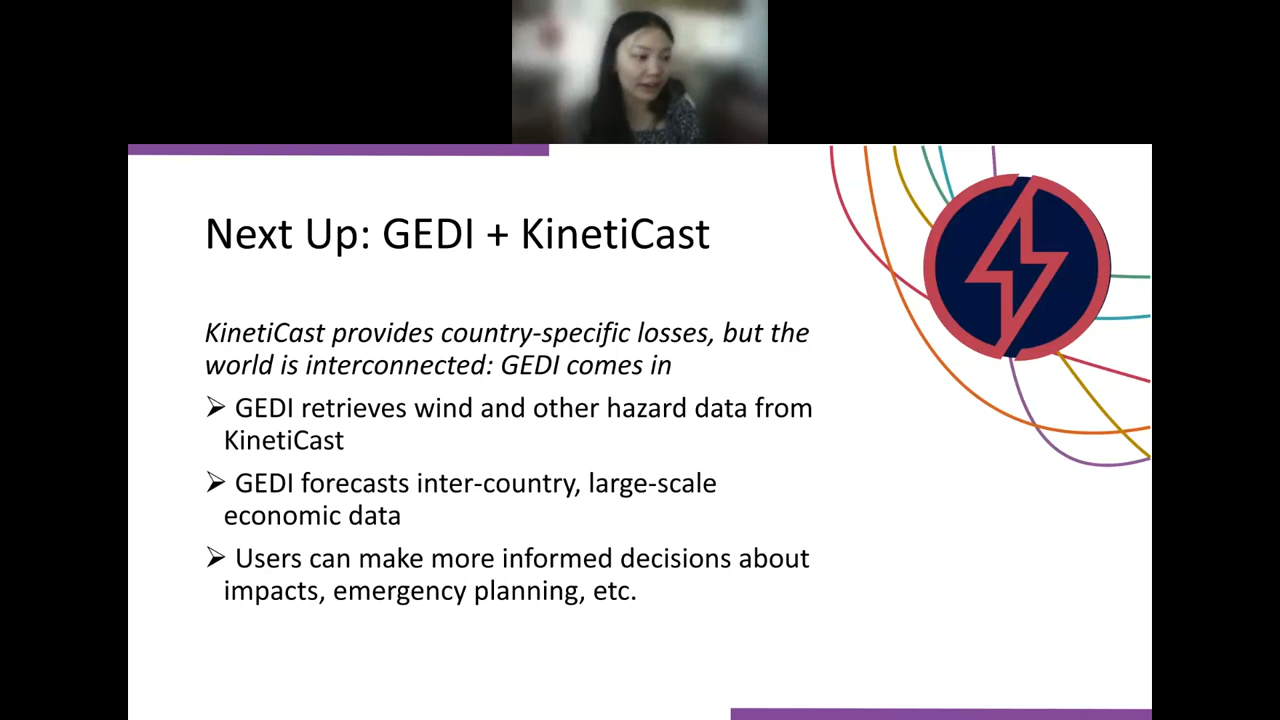 Next Up: GEDI + KinetiCast
KinetiCast provides country-specific losses, but the
world is interconnected: GEDI comes in
➢ GEDI retrieves wind and other hazard data from
KinetiCast
➢ GEDI forecasts inter-country, large-scale
economic data
➢ Users can make more informed decisions about
impacts, emergency planning, etc.